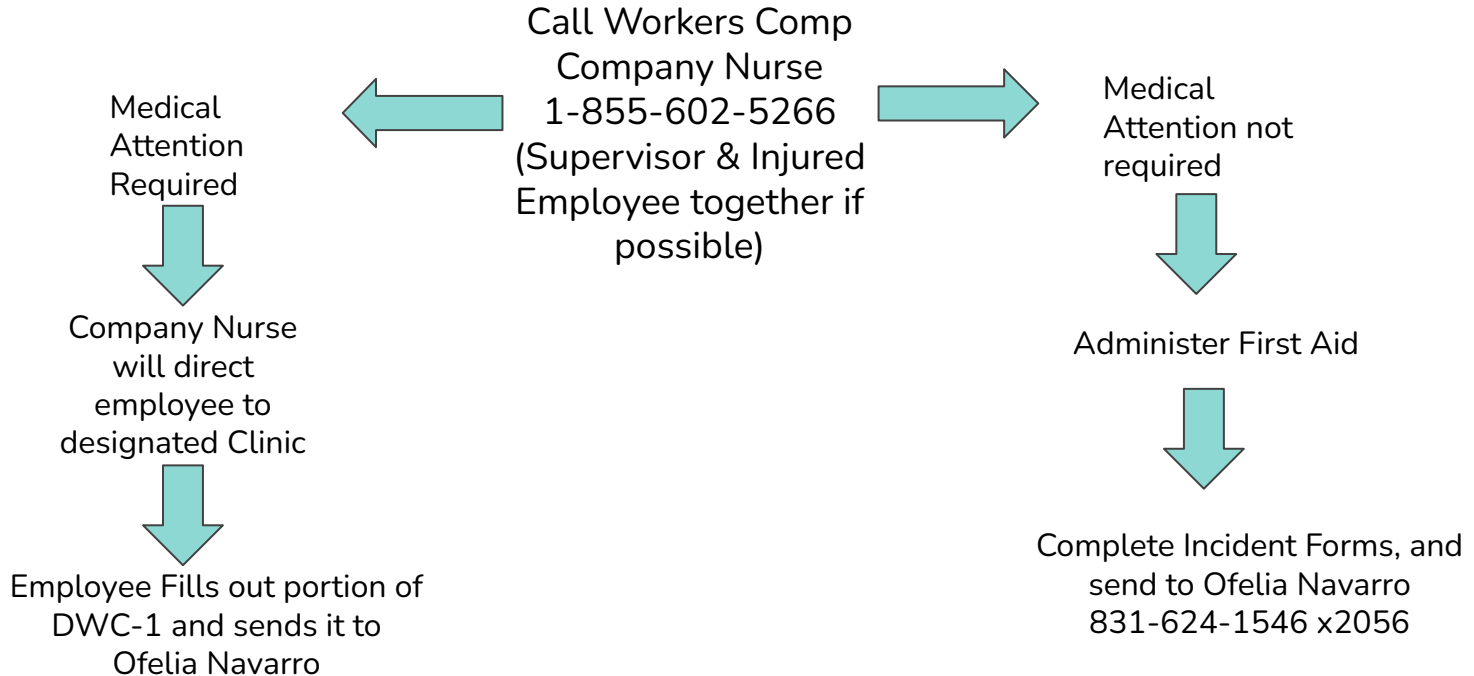 Call Workers Comp
Company Nurse
1-855-602-5266
(Supervisor & Injured
Employee together if
possible)
Medical
Attention
Required
Company Nurse
will direct
employee to
designated Clinic
Employee Fills out portion of
DWC-1 and sends it to
Ofelia Navarro
Medical
Attention not
required
Administer First Aid
Complete Incident Forms, and
send to Ofelia Navarro
831-624-1546 x2056